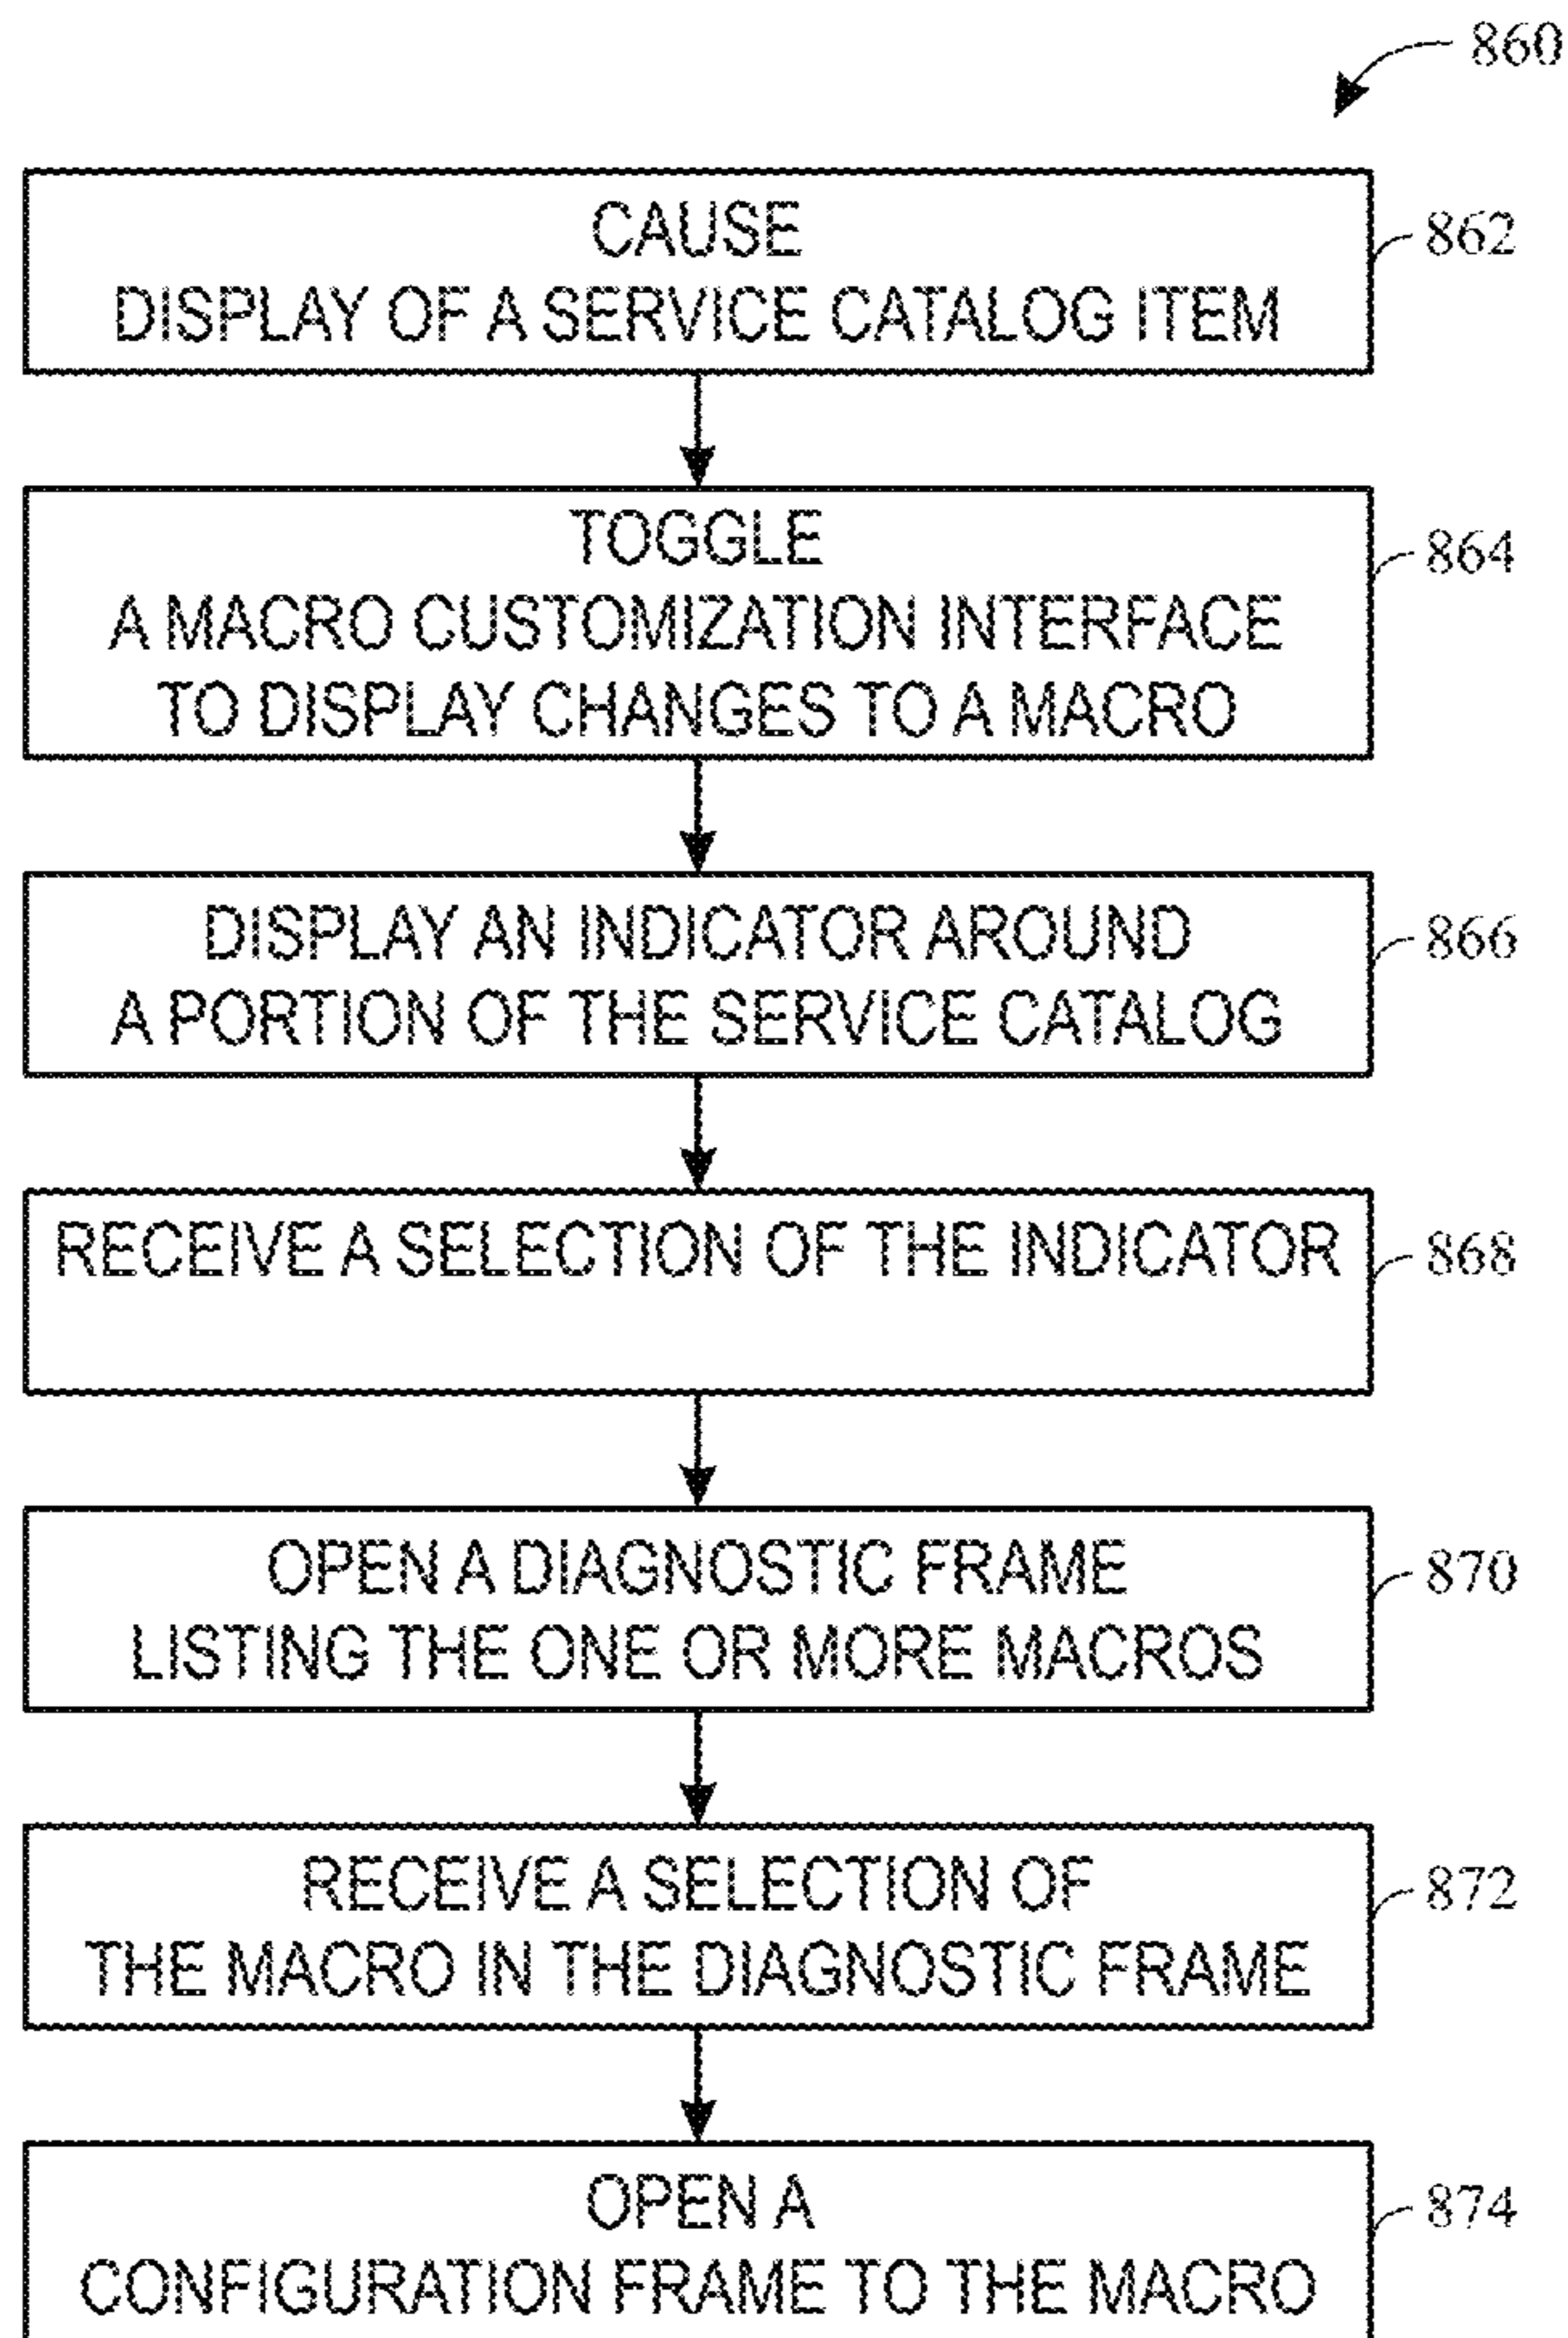 860
CAUSE
DISPLAY OF A SERVICE CATALOG ITEM
862
TOGGLE
A MACRO CUSTOMIZATION INTERFACE
TO DISPLAY CHANGES TO A MACRO
864
DISPLAY AN INDICATOR AROUND
A PORTION OF THE SERVICE CATALOG
866
RECEIVE A SELECTION OF THE INDICATOR
868
OPEN A DIAGNOSTIC FRAME
LISTING THE ONE OR MORE MACROS
870
RECEIVE A SELECTION OF
THE MACRO IN THE DIAGNOSTIC FRAME
872
OPEN A
CONFIGURATION FRAME TO THE MACRO
874